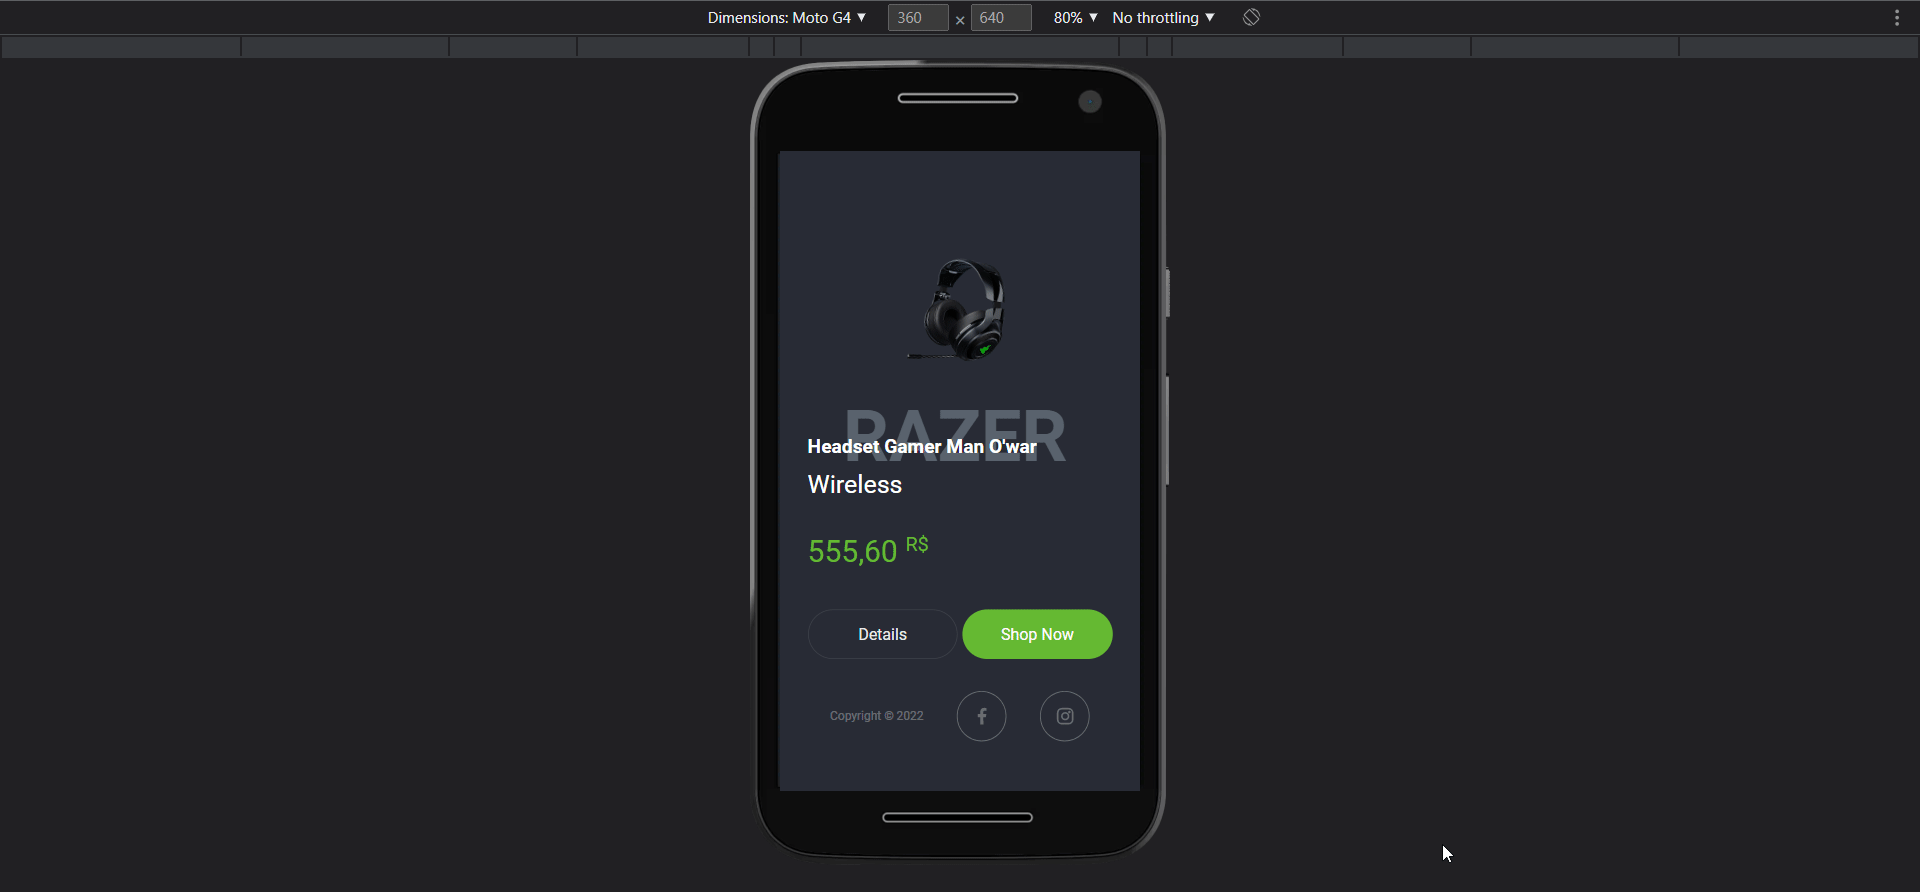 Dimensions: Moto G4 ▼ 360 × 640 80% ▼ No throttling ▼
RAZER
Headset Gamer Man O'war
Wireless
555,60 R$
Details Shop Now
Copyright © 2022